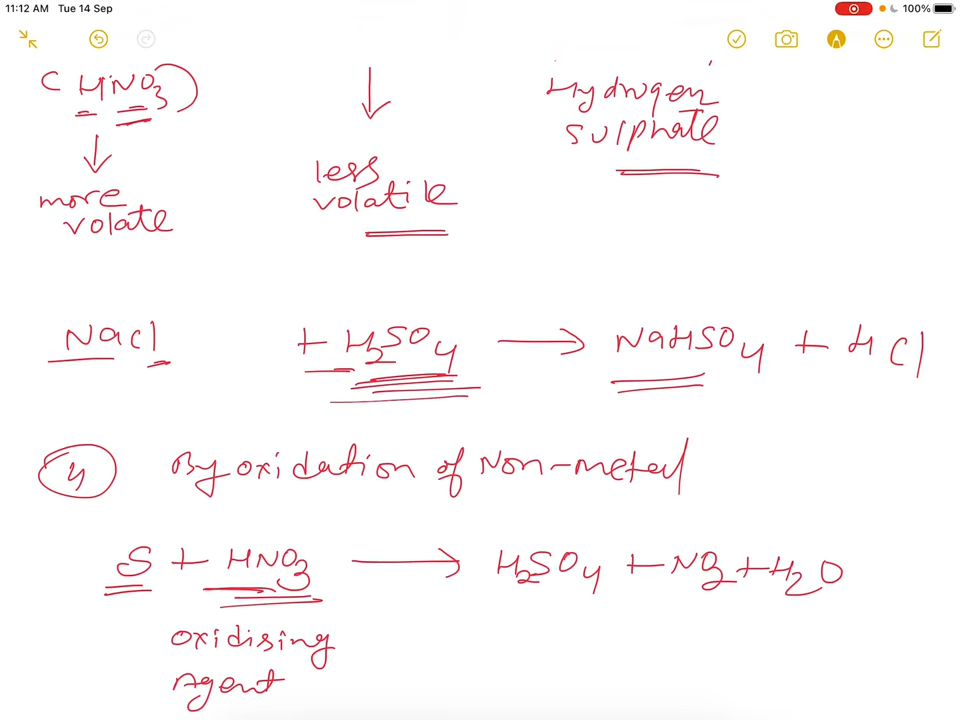 11:12 AM Tue 14 Sep 100%
(HNO3) Hydrogen
sulphate
less
more volatile
volate
NaCl + H2SO4 → NaHSO4 + HCl
4 By oxidation of Non-metal
S + HNO3 → H2SO4 + NO2 + H2O
oxidising
Agent